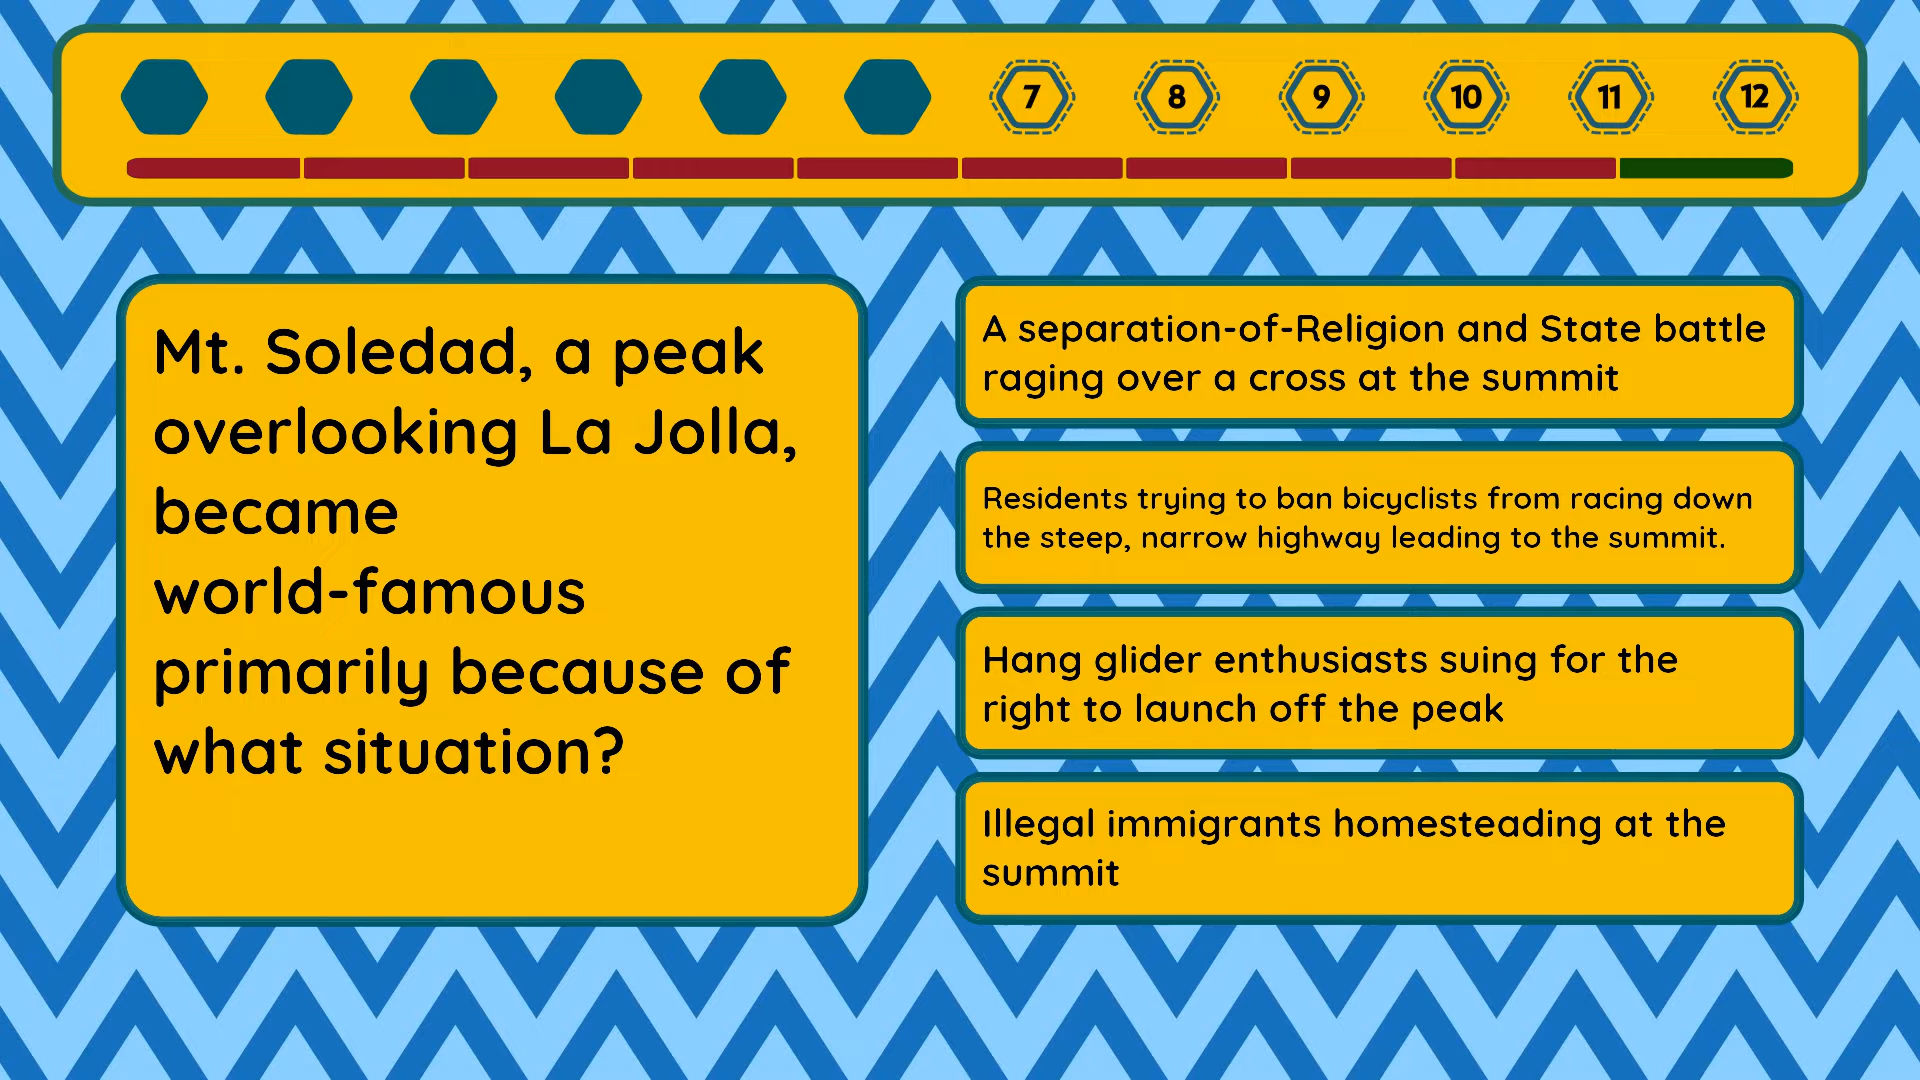 7 8 9 10 11 12
Mt. Soledad, a peak
overlooking La Jolla,
became
world-famous
primarily because of
what situation?
A separation-of-Religion and State battle
raging over a cross at the summit
Residents trying to ban bicyclists from racing down
the steep, narrow highway leading to the summit.
Hang glider enthusiasts suing for the
right to launch off the peak
Illegal immigrants homesteading at the
summit